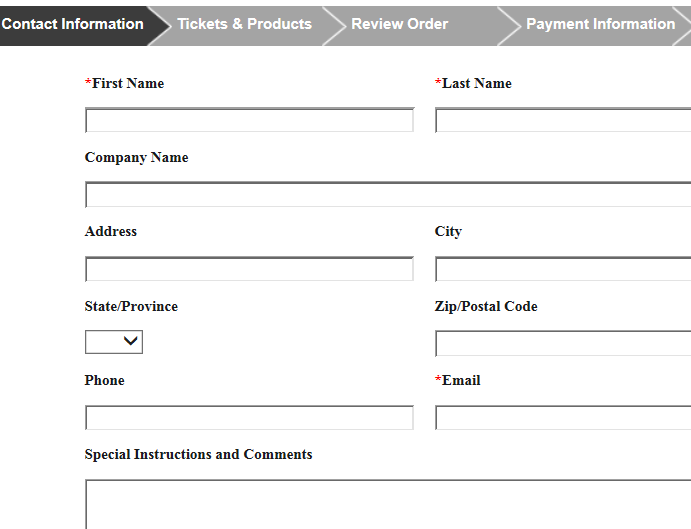 Contact Information Tickets & Products Review Order Payment Information
*First Name *Last Name
Company Name
Address City
State/Province Zip/Postal Code
Phone *Email
Special Instructions and Comments